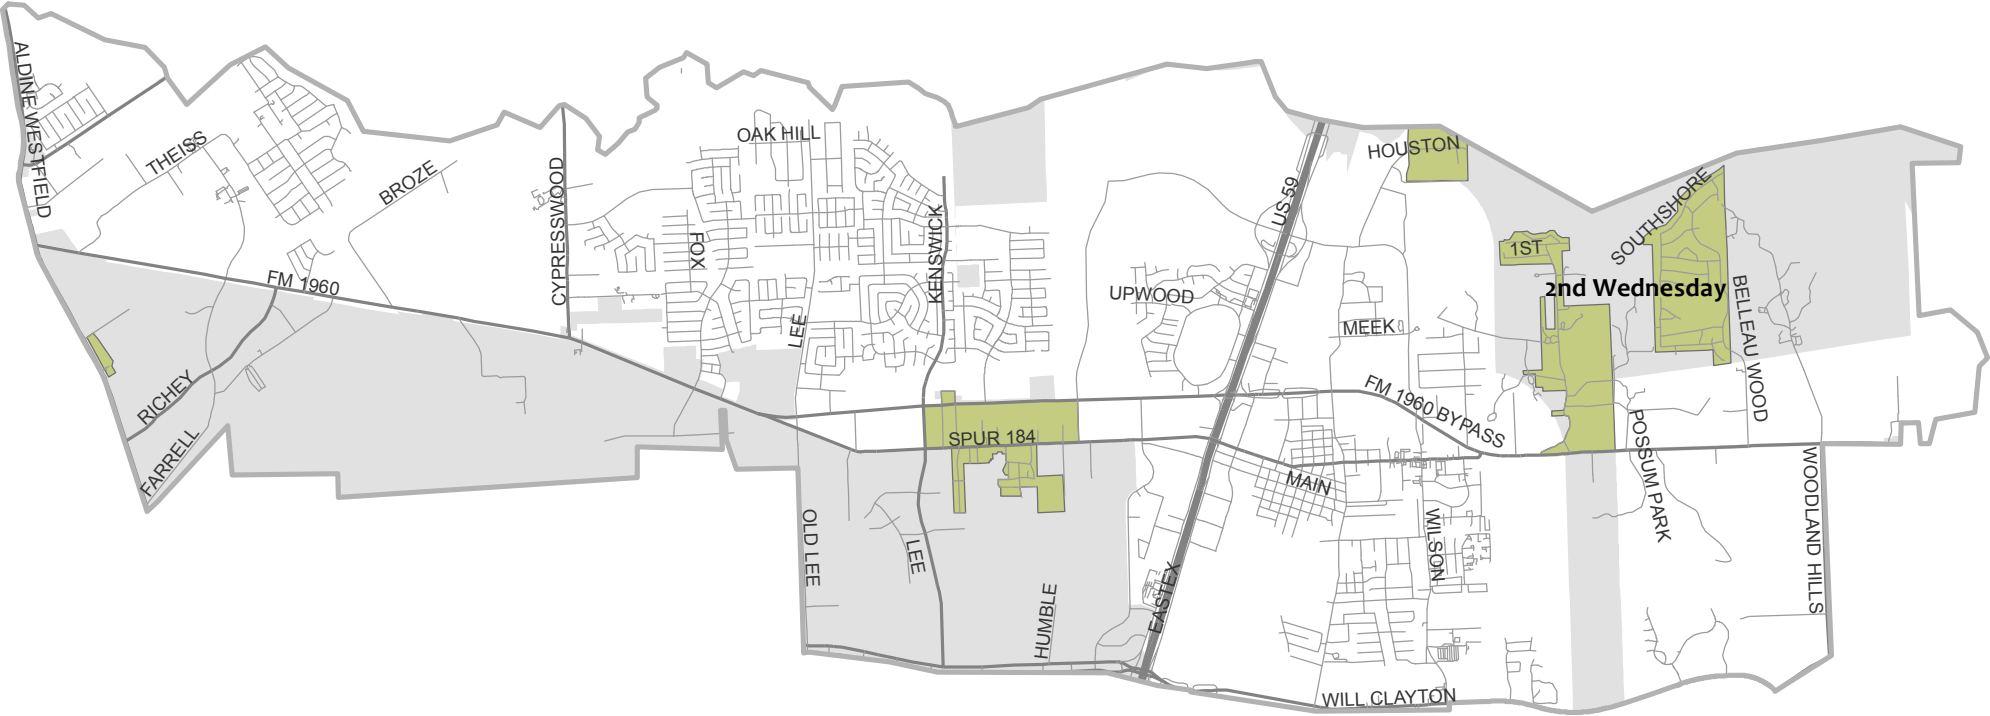 ALDINE WESTFIELD
THEISS
BROZE
FM 1960
CYPRESSWOOD
OAK HILL
FOX
KENSWICK
LEE
UPWOOD
US 59
HOUSTON
MEEK
1ST
SOUTHSHORE
2nd Wednesday
BELLEAU WOOD
RICHEY
FARRELL
SPUR 184
FM 1960 BYPASS
MAIN
POSSUM PARK
WOODLAND HILLS
OLD LEE
LEE
HUMBLE
EASTEX
WILSON
WILL CLAYTON